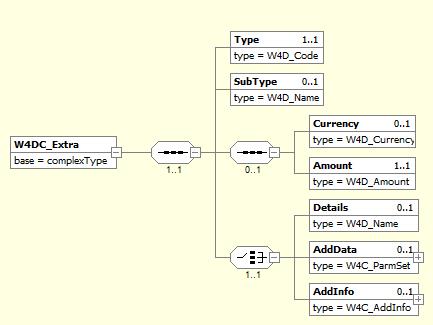 Type 1..1
type = W4D_Code
SubType 0..1
type = W4D_Name
Currency 0..1
type = W4D_Currency
W4DC_Extra
base = complexType
1..1
0..1
Amount 1..1
type = W4D_Amount
Details 0..1
type = W4D_Name
AddData 0..1
type = W4C_ParmSet
1..1
AddInfo 0..1
type = W4C_AddInfo